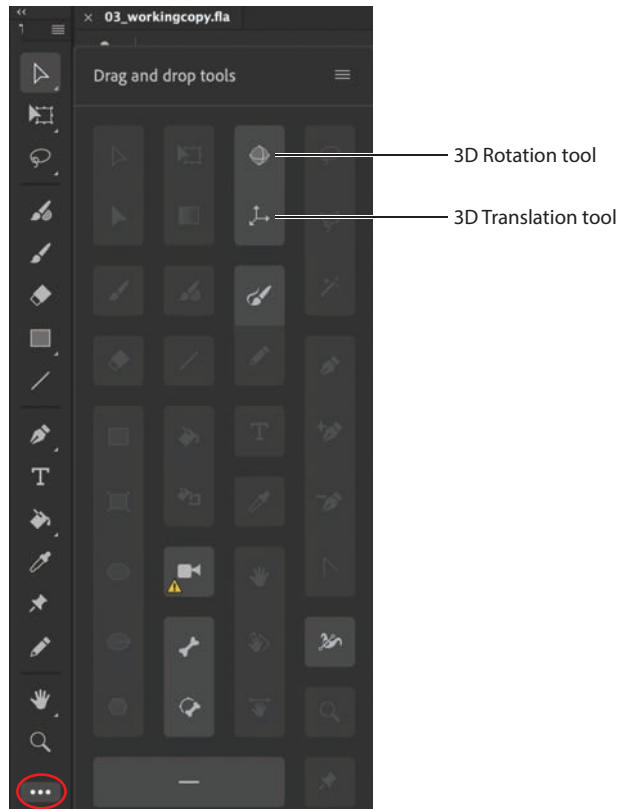 × 03_workingcopy.fla
Drag and drop tools
3D Rotation tool
3D Translation tool